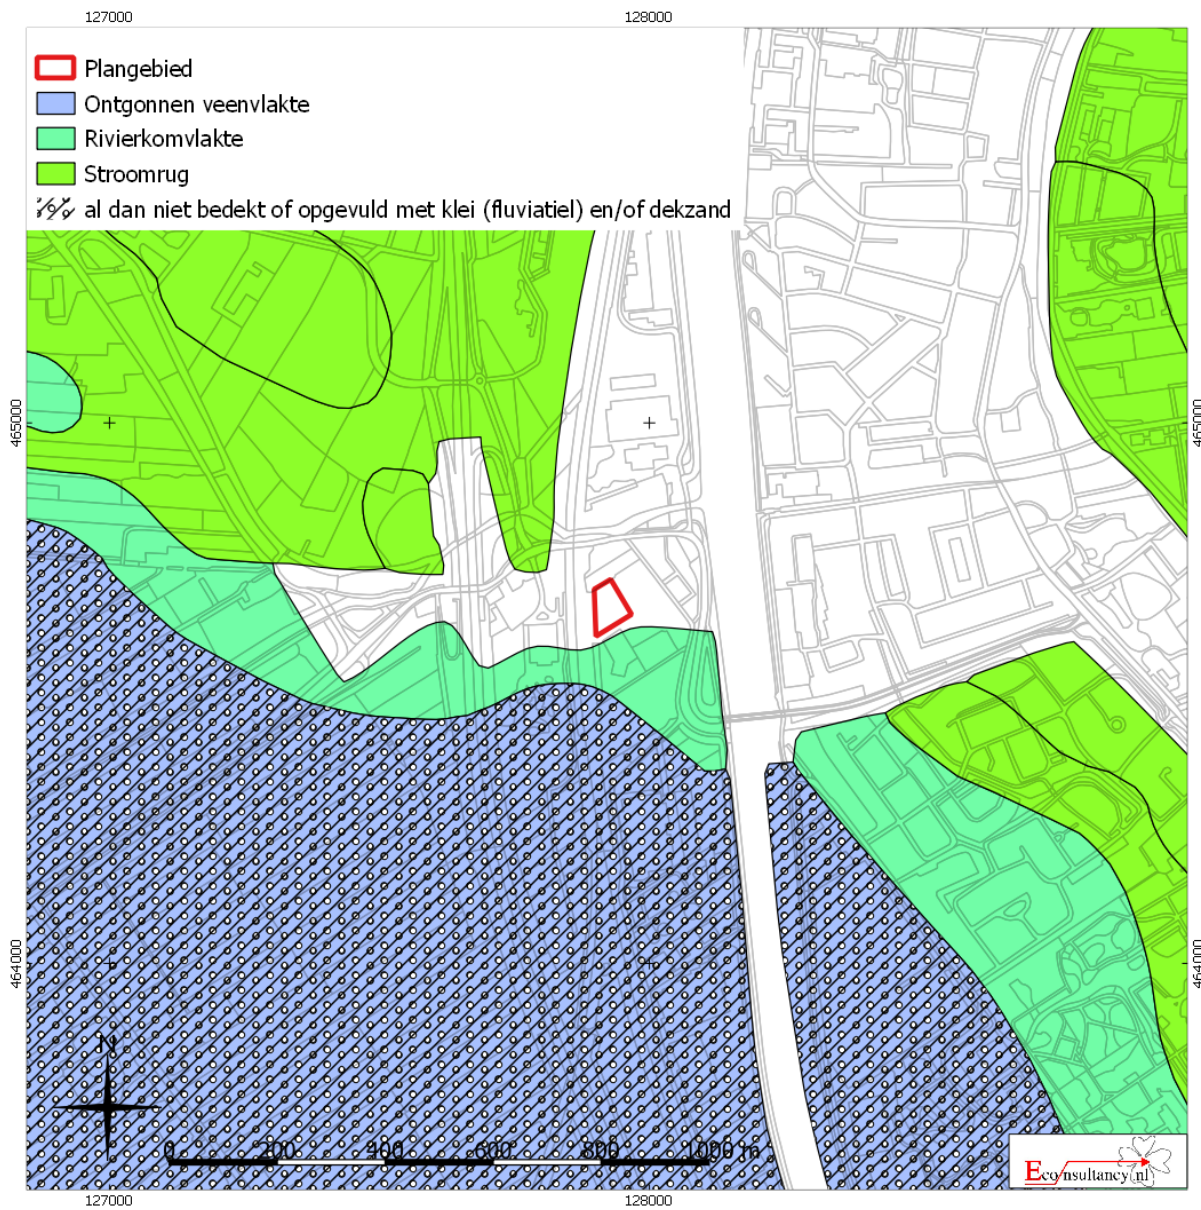 127000 128000
Plangebied
Ontgonnen veenvlakte
Rivierkomvlakte
Stroomrug
al dan niet bedekt of opgevuld met klei (fluviatiel) en/of dekzand
465000 465000
464000 464000
N
0 200 400 600 800 1000 m
Econsultancy.nl
127000 128000